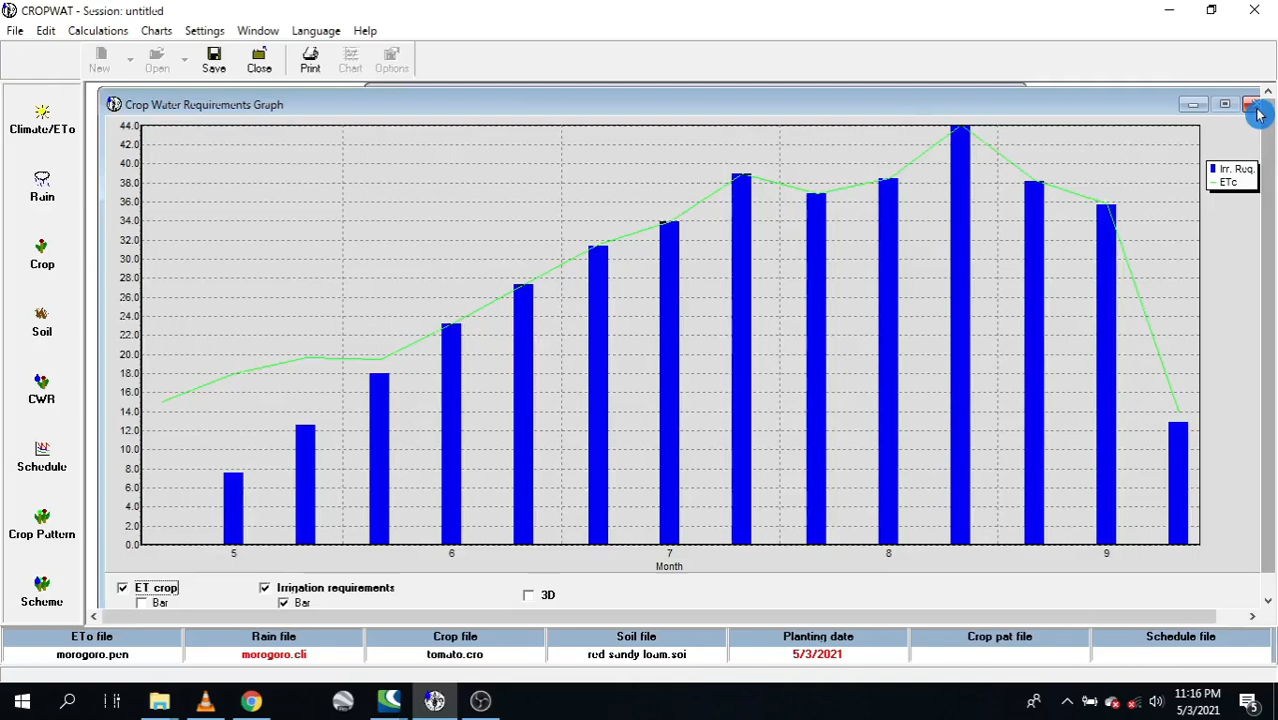 CROPWAT - Session: untitled
File Edit Calculations Charts Settings Window Language Help
New Open Save Close Print Chart Options
Climate/ETo
Rain
Crop
Soil
CWR
Schedule
Crop Pattern
Scheme
Crop Water Requirements Graph
44.0
42.0
40.0
38.0
36.0
34.0
32.0
30.0
28.0
26.0
24.0
22.0
20.0
18.0
16.0
14.0
12.0
10.0
8.0
6.0
4.0
2.0
0.0
5 6 7 8 9
Month
Irr. Req.
ETc
ET crop Irrigation requirements 3D
Bar Bar
ETo file Rain file Crop file Soil file Planting date Crop pat file Schedule file
morogoro.pen morogoro.cli tomato.cro red sandy loam.soi 5/3/2021
11:16 PM
5/3/2021
5